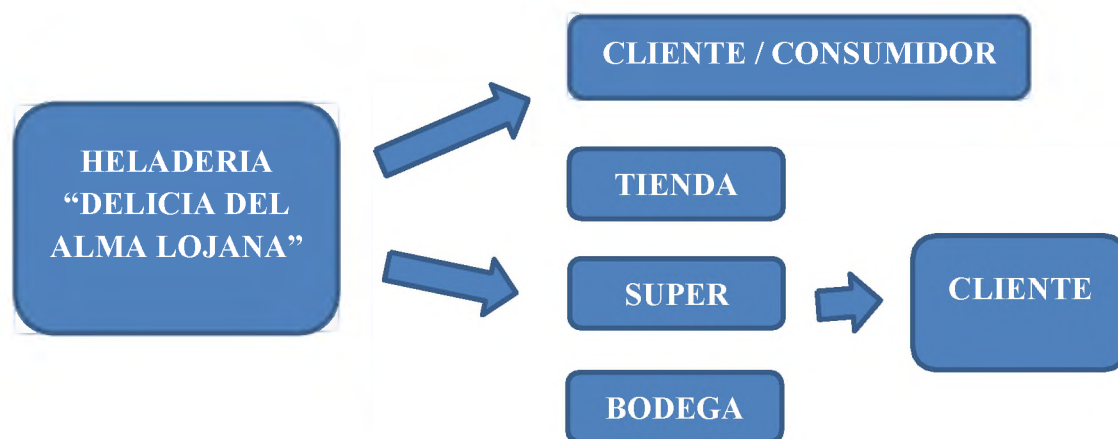 CLIENTE / CONSUMIDOR
HELADERIA
“DELICIA DEL
ALMA LOJANA”
TIENDA
SUPER
CLIENTE
BODEGA